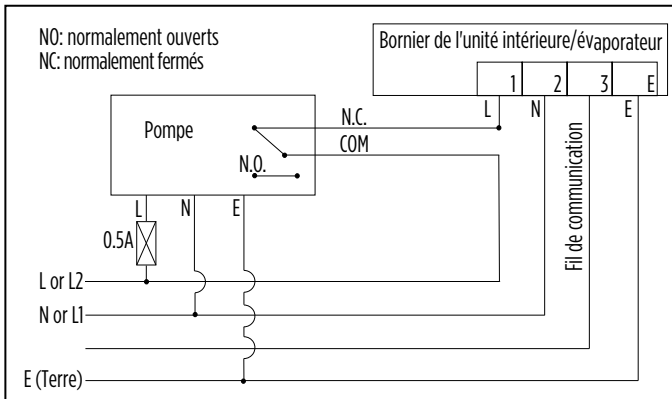 NO: normalement ouverts
NC: normalement fermés
Bornier de l'unité intérieure/évaporateur
1 2 3 E
L N E
Pompe
N.C.
COM
N.O.
Fil de communication
L N E
0.5A
L or L2
N or L1
E (Terre)